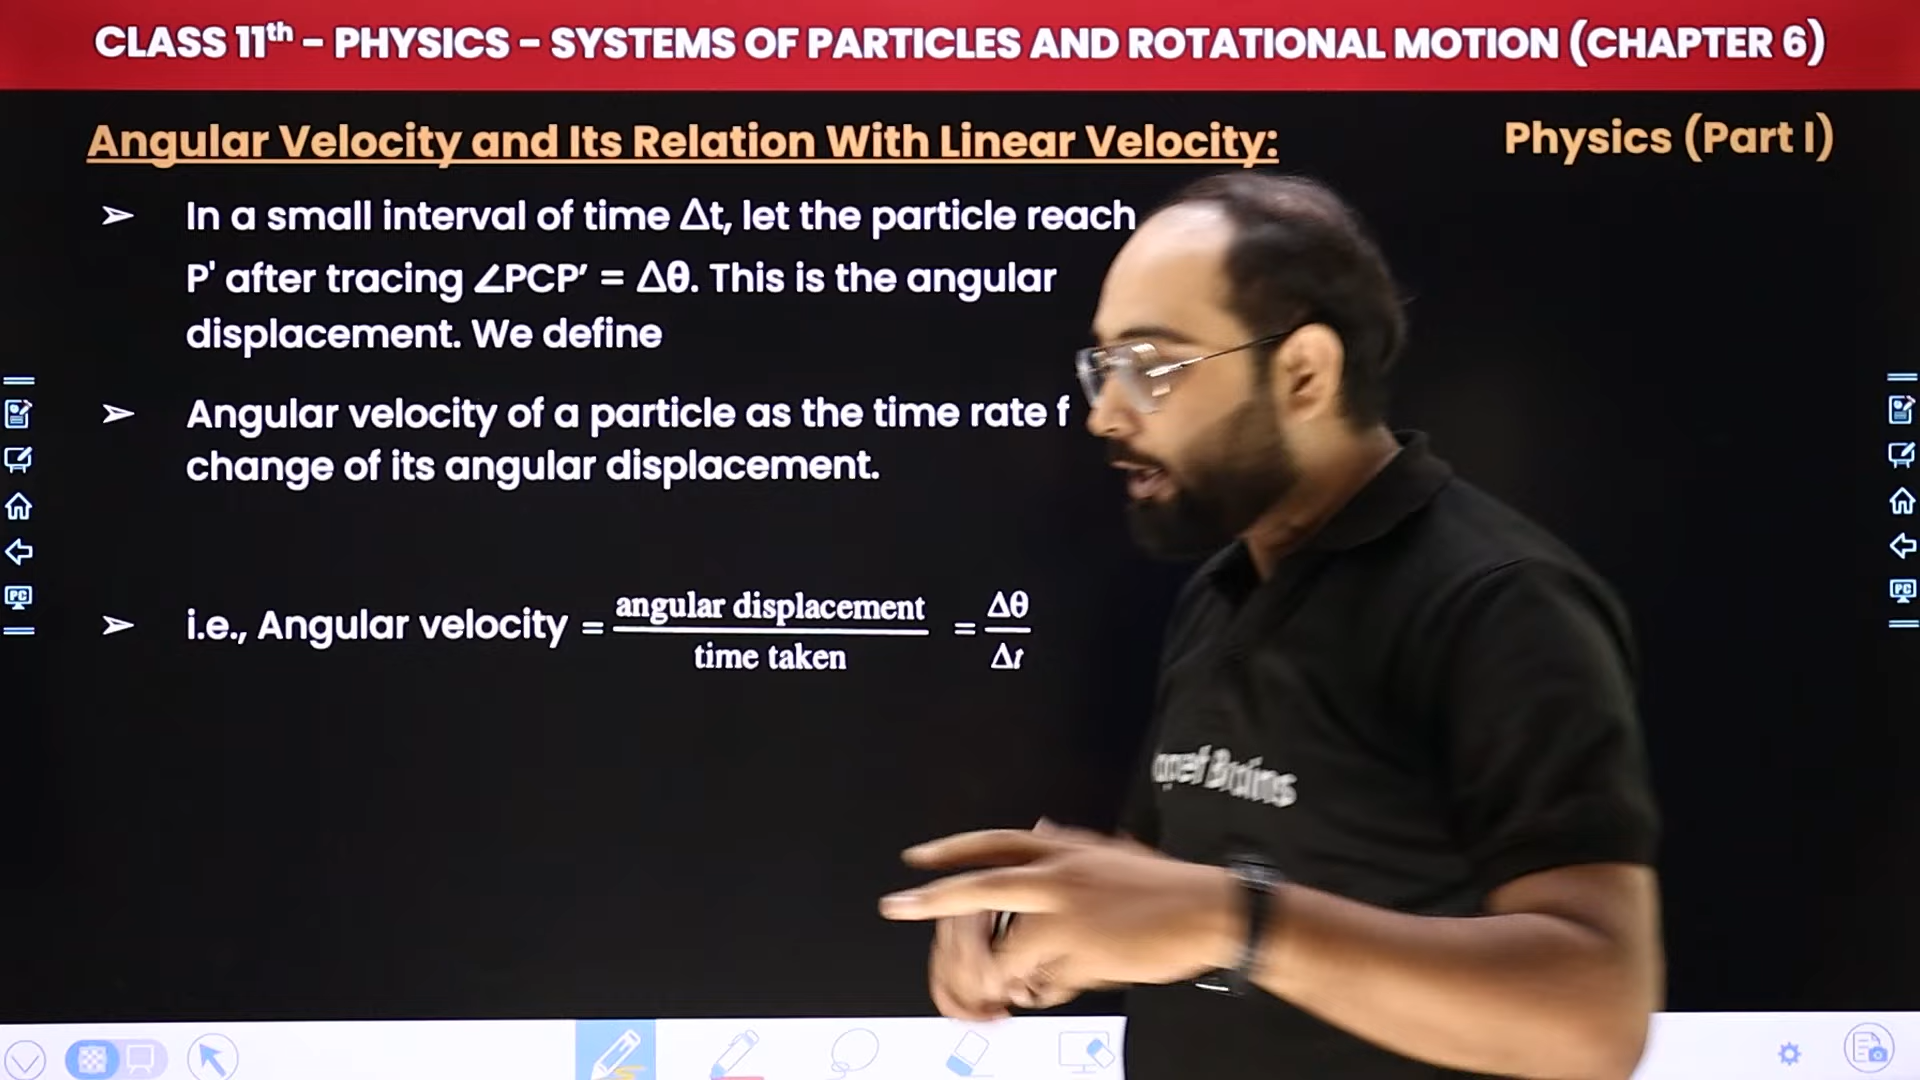 CLASS 11th – PHYSICS – SYSTEMS OF PARTICLES AND ROTATIONAL MOTION (CHAPTER 6)
Angular Velocity and Its Relation With Linear Velocity:
Physics (Part I)
➢ In a small interval of time Δt, let the particle reach
P' after tracing ∠PCP′ = Δθ. This is the angular
displacement. We define
➢ Angular velocity of a particle as the time rate f
change of its angular displacement.
➢ i.e., Angular velocity = angular displacement / time taken = Δθ / Δt
Brains
PC
PC